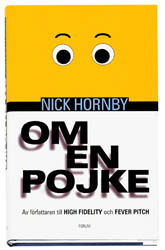 NICK HORNBY
OM
EN
POJKE
Av författaren till HIGH FIDELITY och FEVER PITCH
FORUM